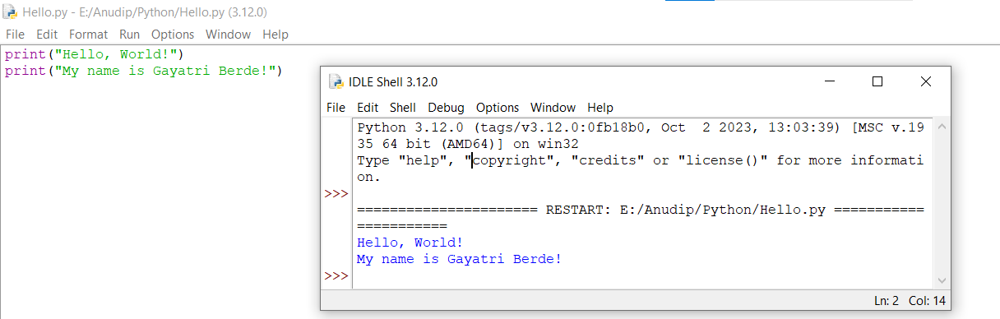 Hello.py - E:/Anudip/Python/Hello.py (3.12.0)
File Edit Format Run Options Window Help
print("Hello, World!")
print("My name is Gayatri Berde!")
IDLE Shell 3.12.0
File Edit Shell Debug Options Window Help
Python 3.12.0 (tags/v3.12.0:0fb18b0, Oct  2 2023, 13:03:39) [MSC v.19
35 64 bit (AMD64)] on win32
Type "help", "copyright", "credits" or "license()" for more informati
on.
>>>
====================== RESTART: E:/Anudip/Python/Hello.py ===========
===========
Hello, World!
My name is Gayatri Berde!
>>>
Ln: 2 Col: 14